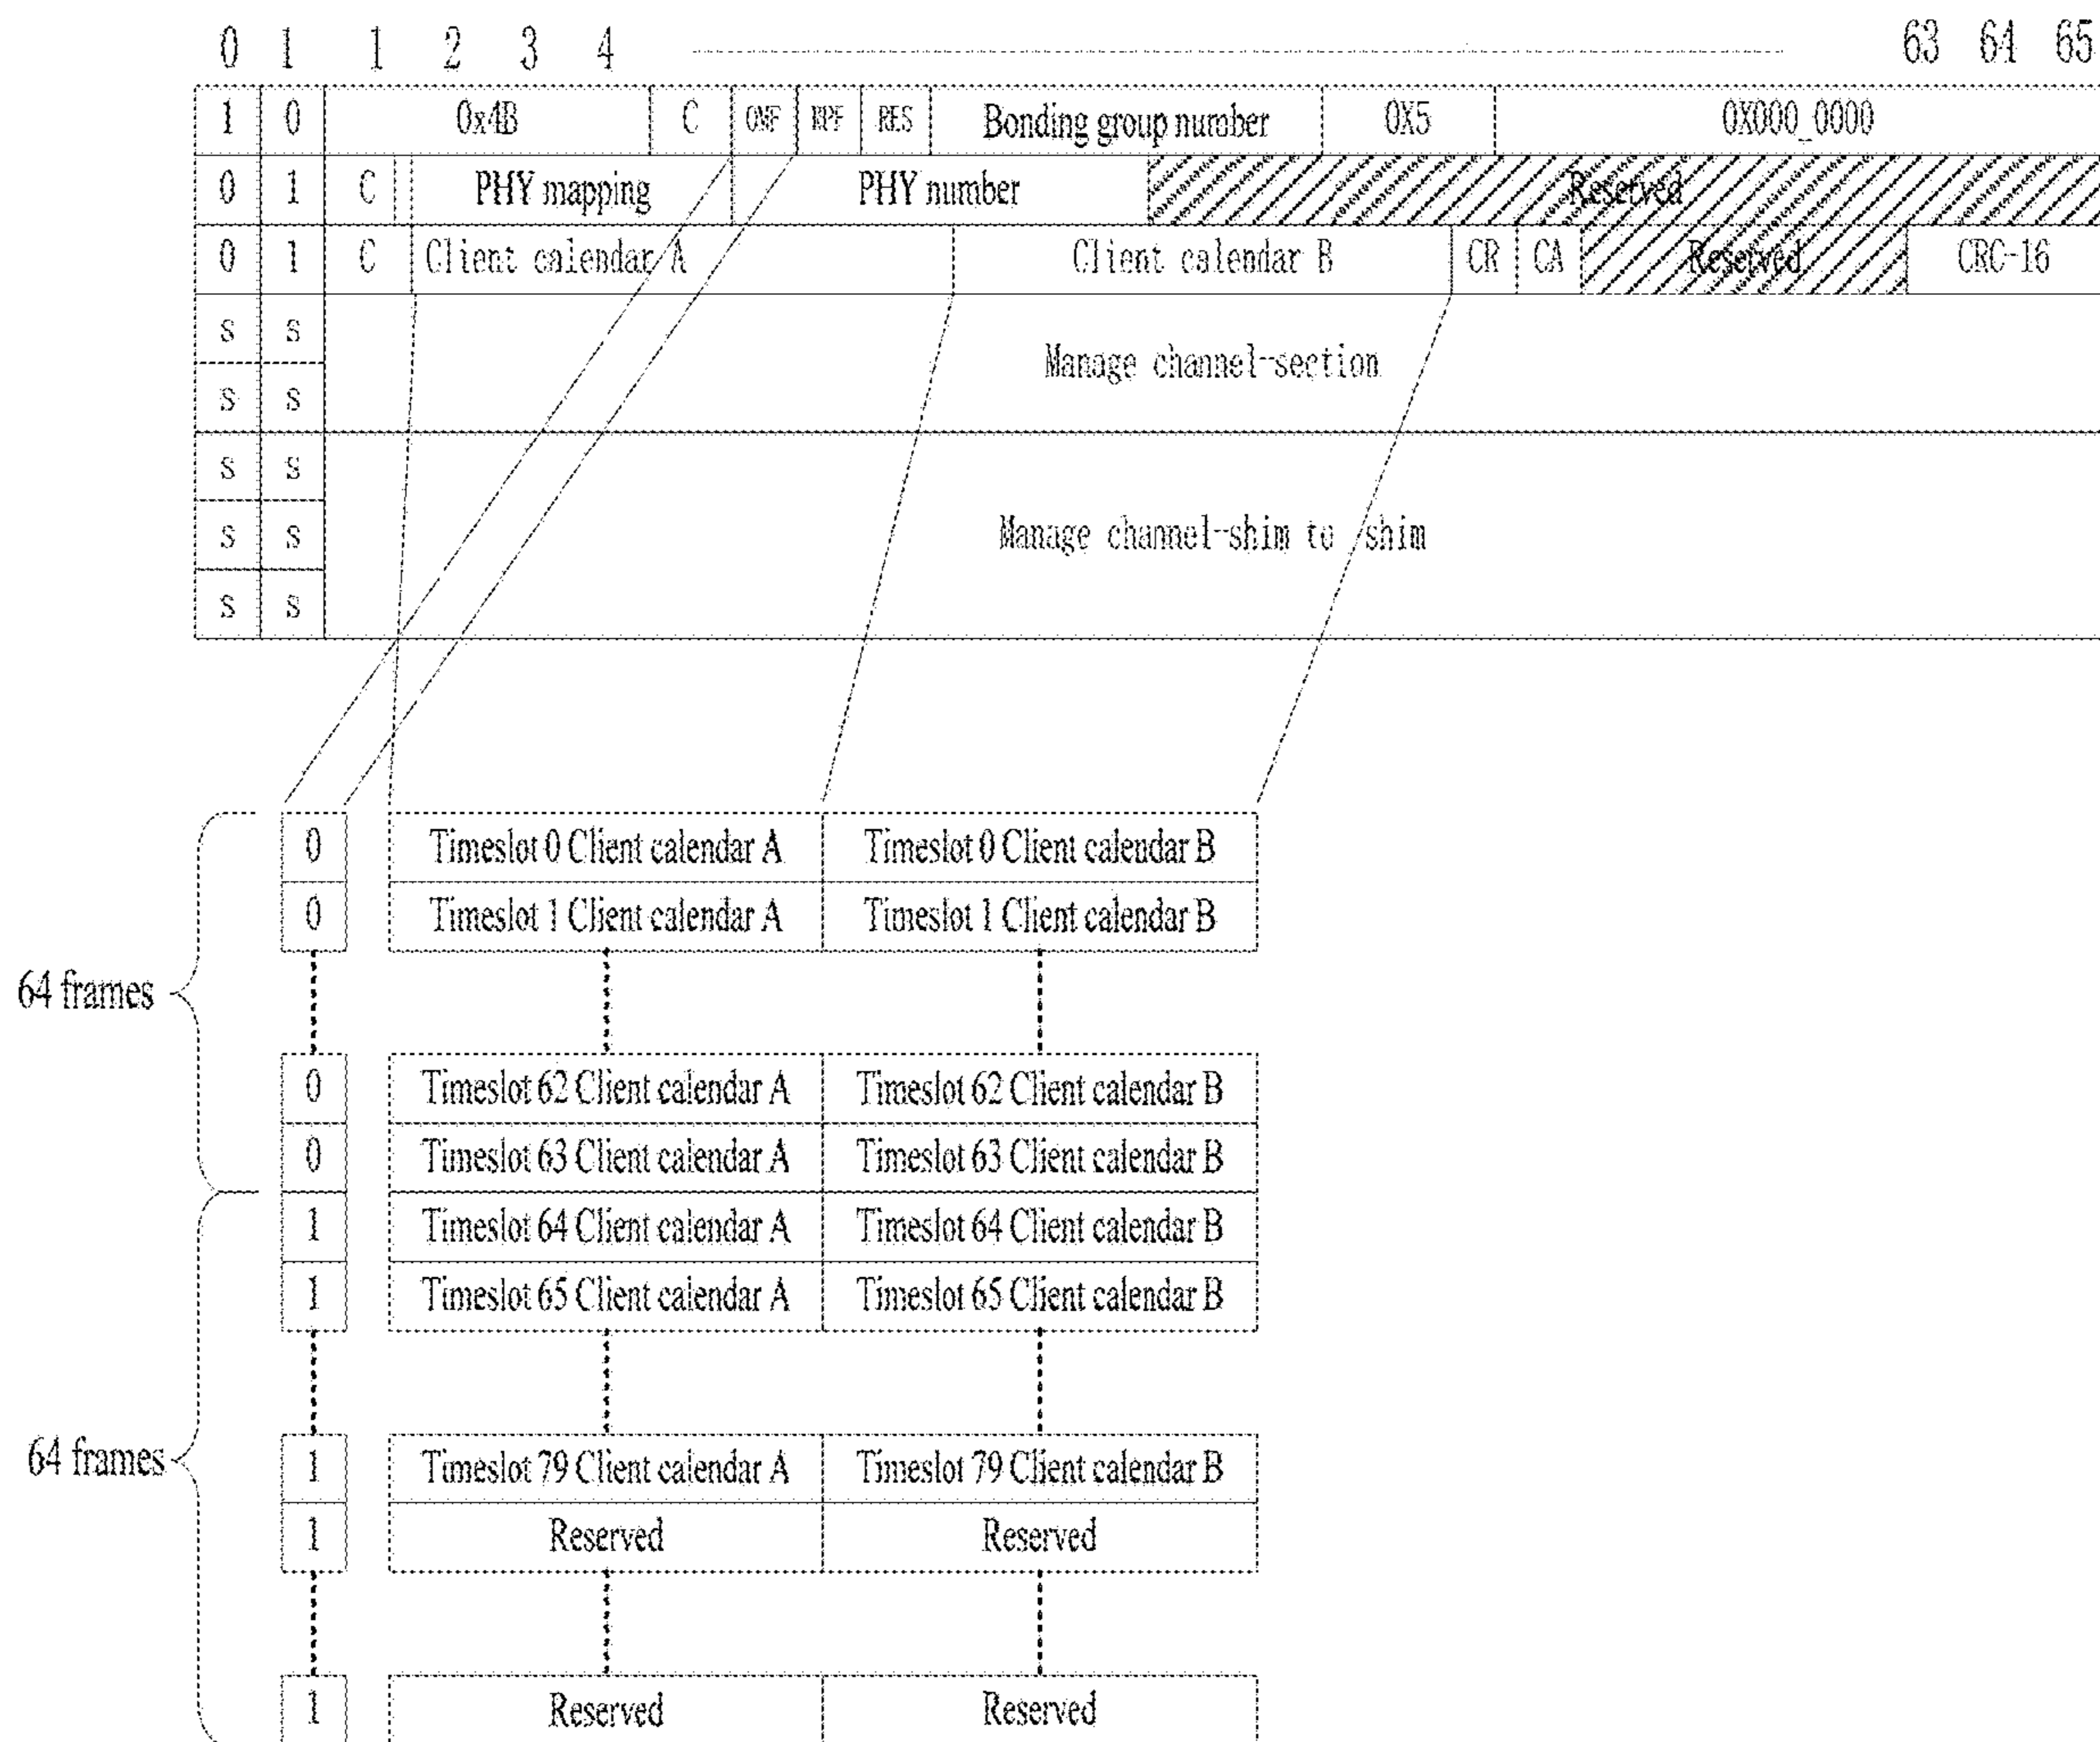 0 1 1 2 3 4 63 64 65
1 0 0x4B C OMF RPF RES Bonding group number 0X5 0X000_0000
0 1 C PHY mapping PHY number Reserved
0 1 C Client calendar A Client calendar B CR CA Reserved CRC-16
s s
Manage channel-section
s s
s s
s s
Manage channel-shim to -shim
s s
0 Timeslot 0 Client calendar A Timeslot 0 Client calendar B
0 Timeslot 1 Client calendar A Timeslot 1 Client calendar B
64 frames
0 Timeslot 62 Client calendar A Timeslot 62 Client calendar B
0 Timeslot 63 Client calendar A Timeslot 63 Client calendar B
1 Timeslot 64 Client calendar A Timeslot 64 Client calendar B
1 Timeslot 65 Client calendar A Timeslot 65 Client calendar B
64 frames
1 Timeslot 79 Client calendar A Timeslot 79 Client calendar B
1 Reserved Reserved
1 Reserved Reserved